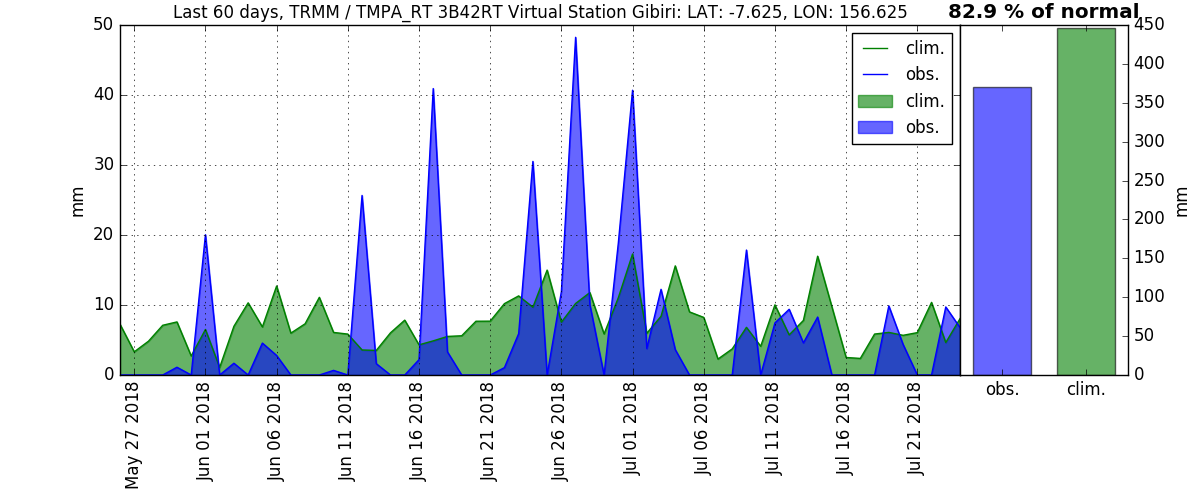 Last 60 days, TRMM / TMPA_RT 3B42RT Virtual Station Gibiri: LAT: -7.625, LON: 156.625
82.9 % of normal
50
40
30
20
10
0
mm
clim.
obs.
clim.
obs.
May 27 2018
Jun 01 2018
Jun 06 2018
Jun 11 2018
Jun 16 2018
Jun 21 2018
Jun 26 2018
Jul 01 2018
Jul 06 2018
Jul 11 2018
Jul 16 2018
Jul 21 2018
450
400
350
300
250
200
150
100
50
0
mm
obs.
clim.